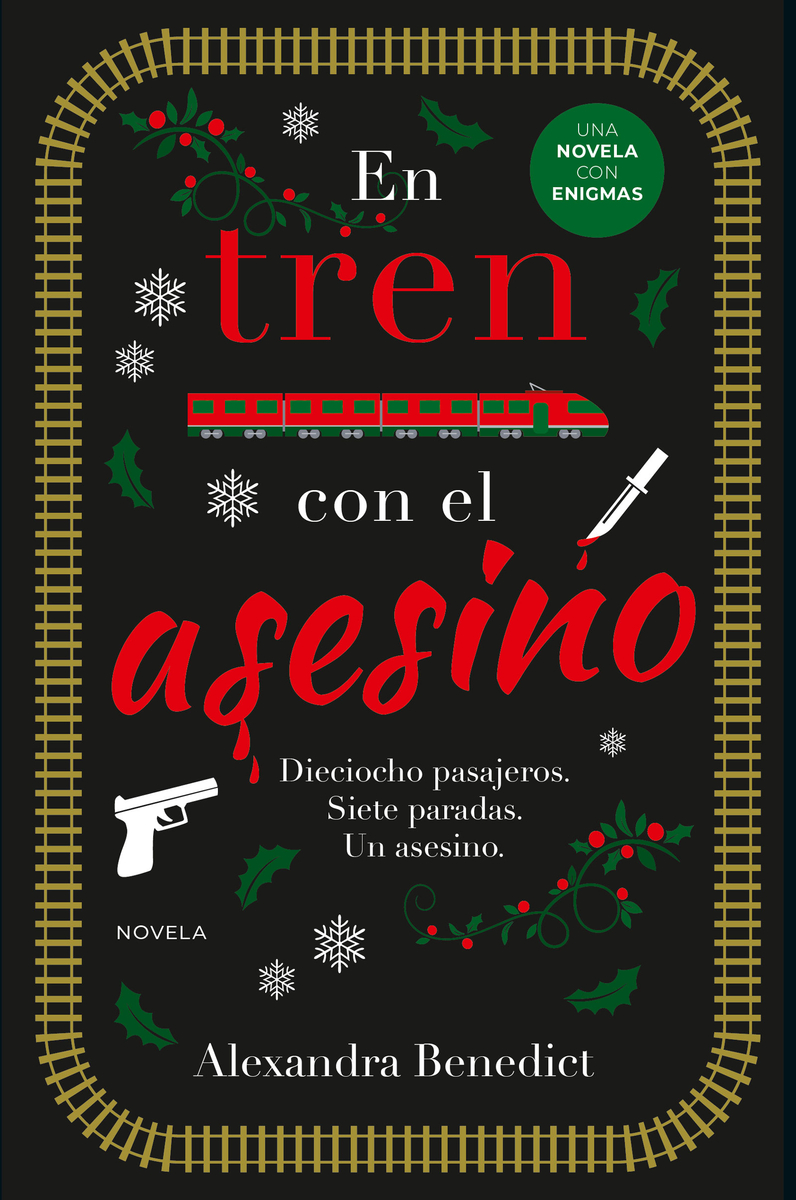 UNA
NOVELA
CON
ENIGMAS
En
tren
con el
asesino
Dieciocho pasajeros.
Siete paradas.
Un asesino.
NOVELA
Alexandra Benedict